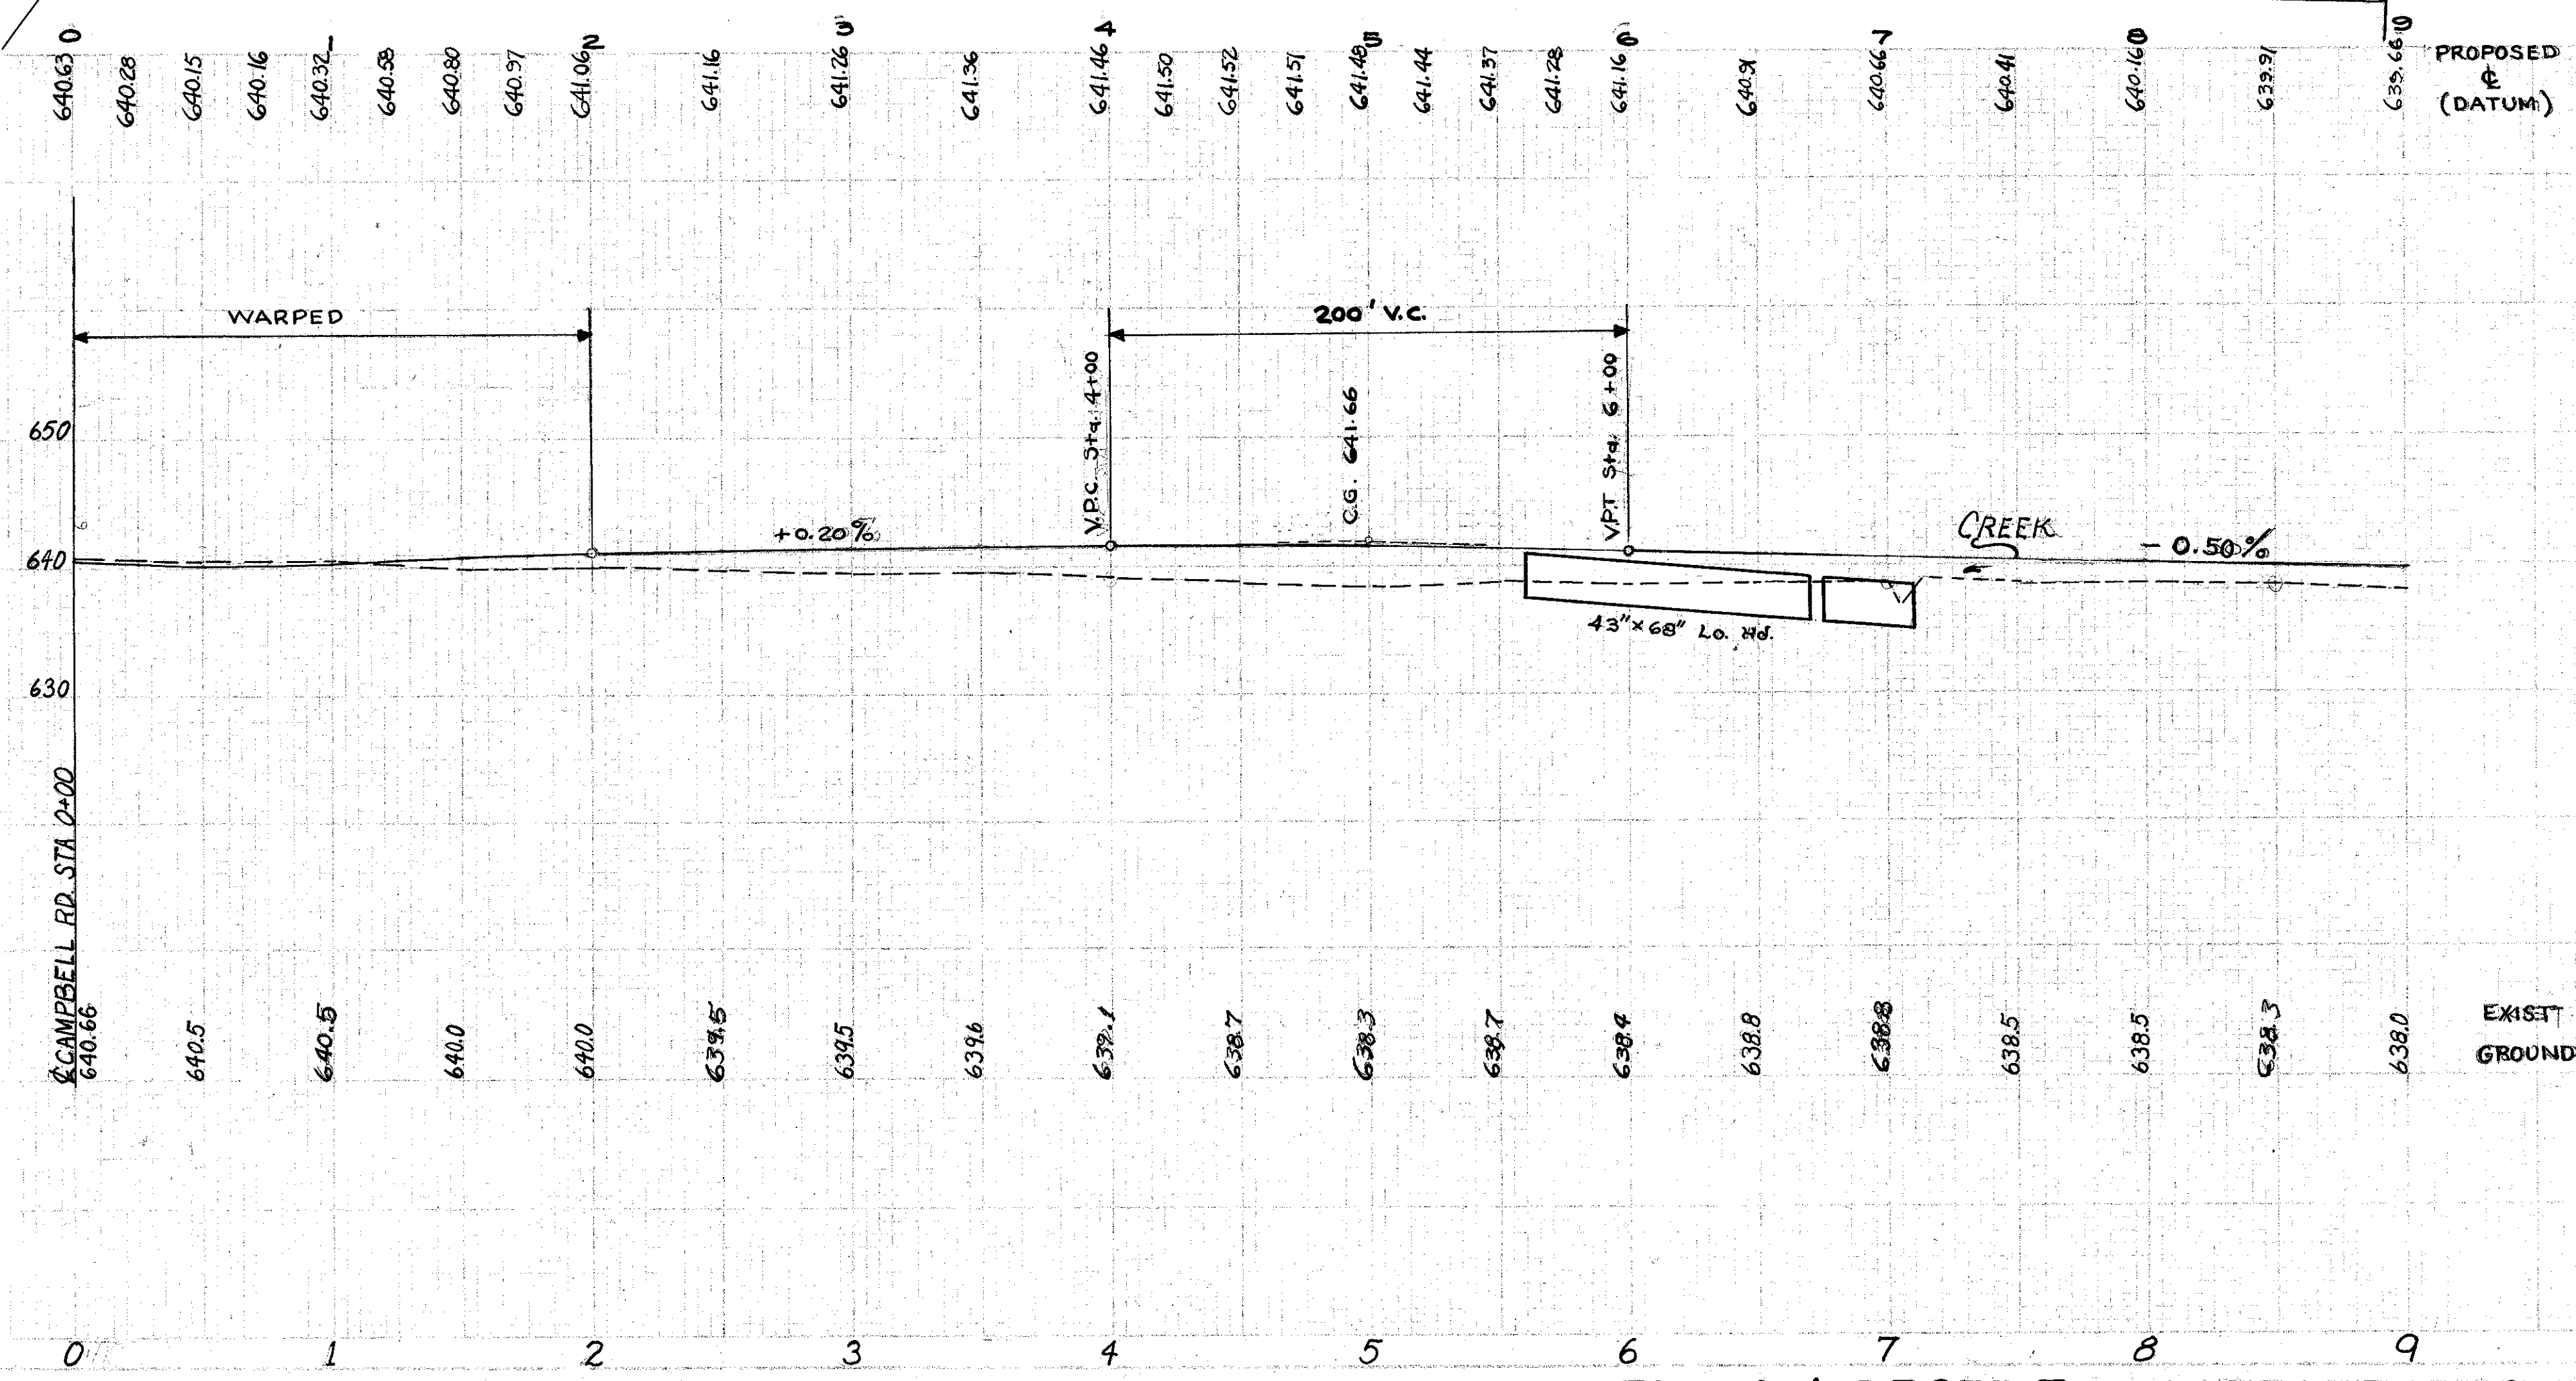 0 1 2 3 4 5 6 7 8 9
640.63 640.28 640.15 640.16 640.32 640.58 640.80 640.97 641.06 641.16 641.26 641.36 641.46 641.50 641.52 641.51 641.48 641.44 641.37 641.28 641.16 640.91 640.66 640.41 640.16 639.91 639.66
PROPOSED
℄
(DATUM)
WARPED
200' V.C.
V.P.C. Sta. 4+00
C.G. 641.66
V.P.T Sta. 6+00
650
640
630
+0.20%
CREEK
- 0.50%
43"x68" Lo. Hd.
℄ CAMPBELL RD. STA 0+00
640.66 640.5 640.5 640.0 640.0 639.5 639.5 639.6 639.1 638.7 638.3 638.7 638.4 638.8 638.8 638.5 638.5 638.3 638.0
EXIST
GROUND
0 1 2 3 4 5 6 7 8 9